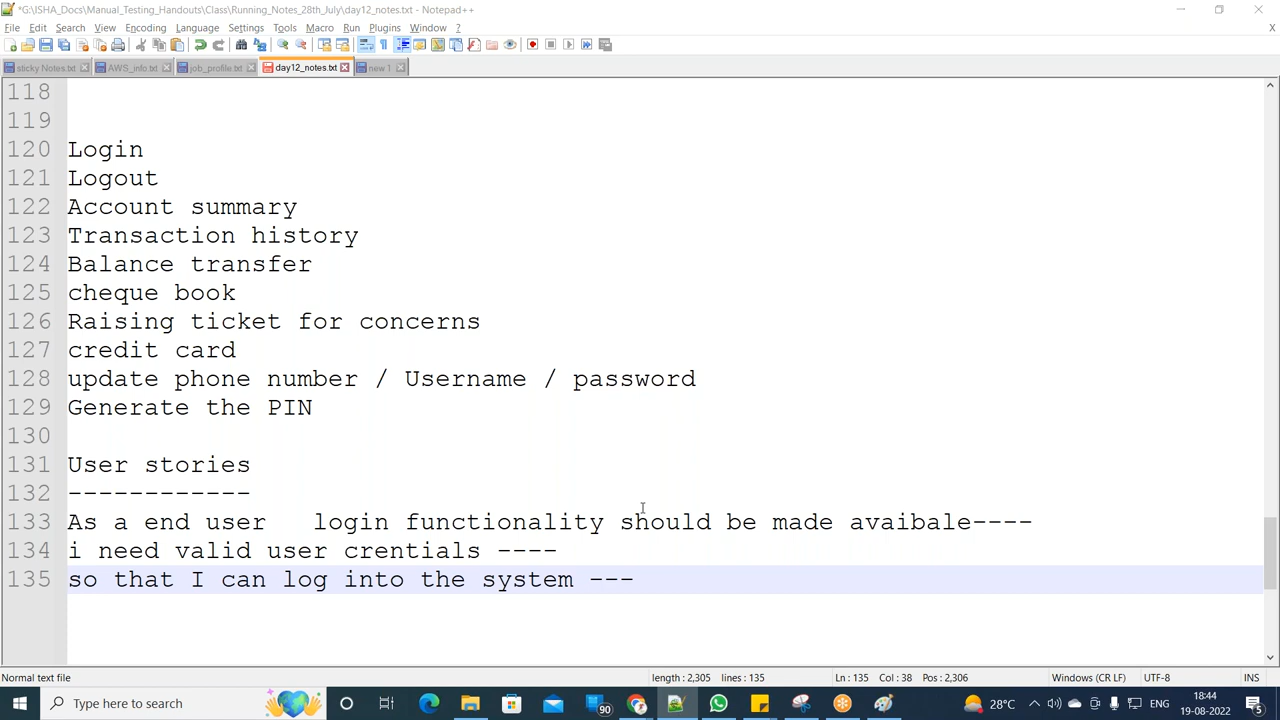 *G:\ISHA_Docs\Manual_Testing_Handouts\Class\Running_Notes_28th_July\day12_notes.txt - Notepad++
File Edit Search View Encoding Language Settings Tools Macro Run Plugins Window ?
X
sticky Notes.txt AWS_info.txt job_profile.txt day12_notes.txt new 1
118
119
120 Login
121 Logout
122 Account summary
123 Transaction history
124 Balance transfer
125 cheque book
126 Raising ticket for concerns
127 credit card
128 update phone number / Username / password
129 Generate the PIN
130
131 User stories
132 ------------
133 As a end user   login functionality should be made avaibale----
134 i need valid user crentials ----
135 so that I can log into the system ---
Normal text file length : 2,305 lines : 135 Ln : 135 Col : 38 Pos : 2,306 Windows (CR LF) UTF-8 INS
Type here to search 90 28°C ENG 18:44 19-08-2022 5